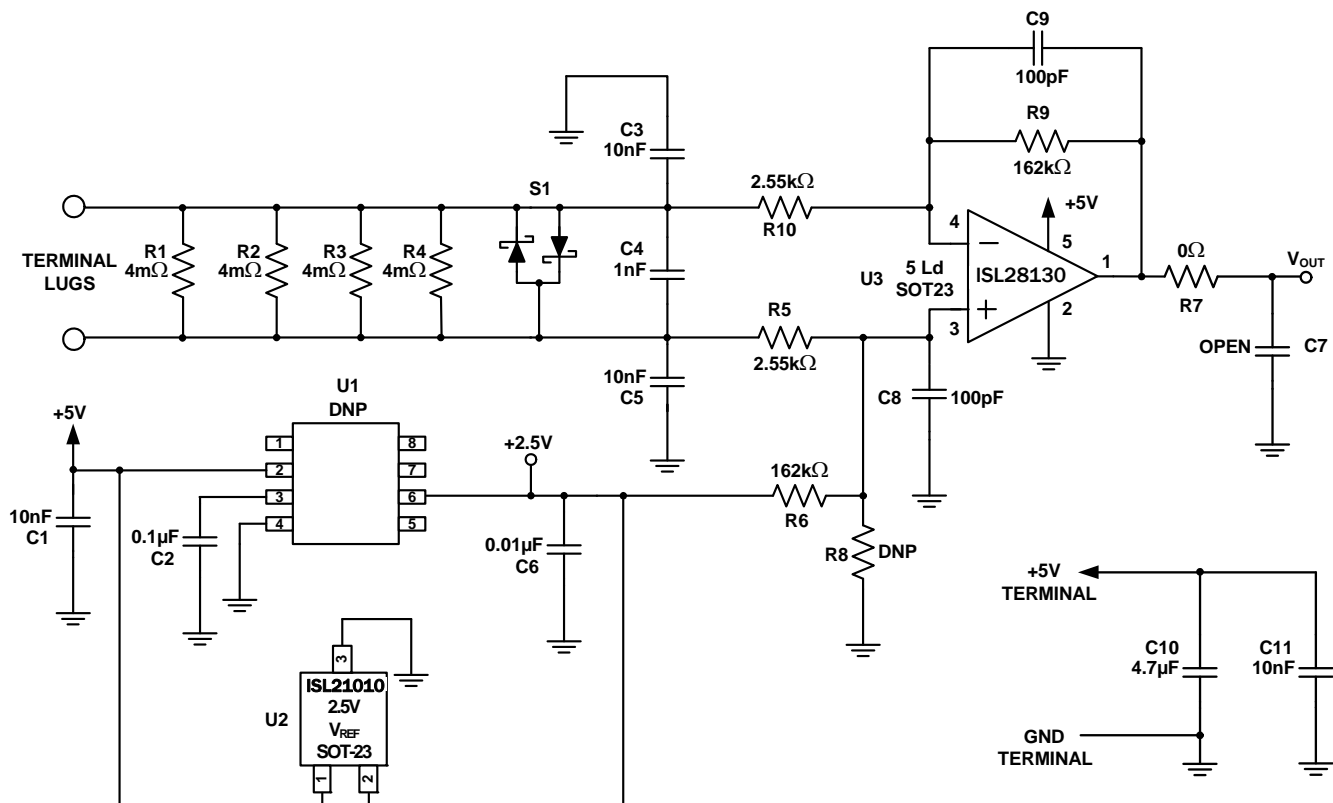 C9
100pF
R9
162kΩ
C3
10nF
S1
2.55kΩ
R10
+5V
4
5
−
TERMINAL
LUGS
R1
4mΩ
R2
4mΩ
R3
4mΩ
R4
4mΩ
C4
1nF
U3
5 Ld
SOT23
ISL28130
1
0Ω
R7
VOUT
+
3
2
R5
2.55kΩ
OPEN
C7
10nF
C5
C8
100pF
U1
DNP
+5V
1
2
3
4
8
7
6
5
+2.5V
10nF
C1
0.1µF
C2
0.01µF
C6
162kΩ
R6
R8
DNP
+5V
TERMINAL
C10
4.7µF
C11
10nF
GND
TERMINAL
3
ISL21010
2.5V
VREF
SOT-23
U2
1
2